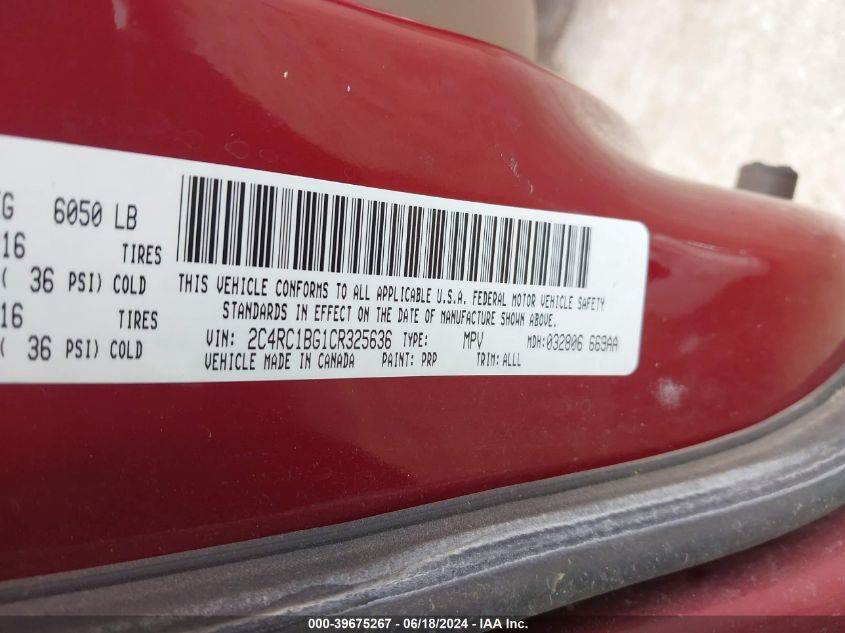 6050 LB
16 TIRES
( 36 PSI) COLD
16 TIRES
( 36 PSI) COLD
THIS VEHICLE CONFORMS TO ALL APPLICABLE U.S.A. FEDERAL MOTOR VEHICLE SAFETY
STANDARDS IN EFFECT ON THE DATE OF MANUFACTURE SHOWN ABOVE.
VIN: 2C4RC1BG1CR325636 TYPE: MPV MDH:032806 669AA
VEHICLE MADE IN CANADA PAINT: PRP TRIM: ALLL
000-39675267 - 06/18/2024 - IAA Inc.